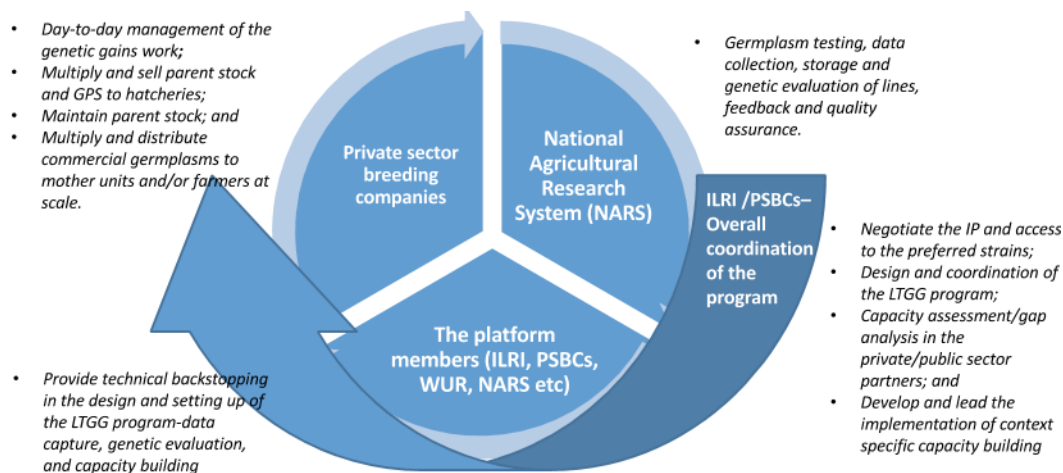 • Day-to-day management of the
genetic gains work;
• Multiply and sell parent stock
and GPS to hatcheries;
• Maintain parent stock; and
• Multiply and distribute
commercial germplasms to
mother units and/or farmers at
scale.
• Germplasm testing, data
collection, storage and
genetic evaluation of lines,
feedback and quality
assurance.
Private sector
breeding
companies
National
Agricultural
Research
System (NARS)
ILRI /PSBCs–
Overall
coordination
of the
program
• Negotiate the IP and access
to the preferred strains;
• Design and coordination of
the LTGG program;
• Capacity assessment/gap
analysis in the
private/public sector
partners; and
• Develop and lead the
implementation of context
specific capacity building
The platform
members (ILRI, PSBCs,
WUR, NARS etc)
• Provide technical backstopping
in the design and setting up of
the LTGG program-data
capture, genetic evaluation,
and capacity building